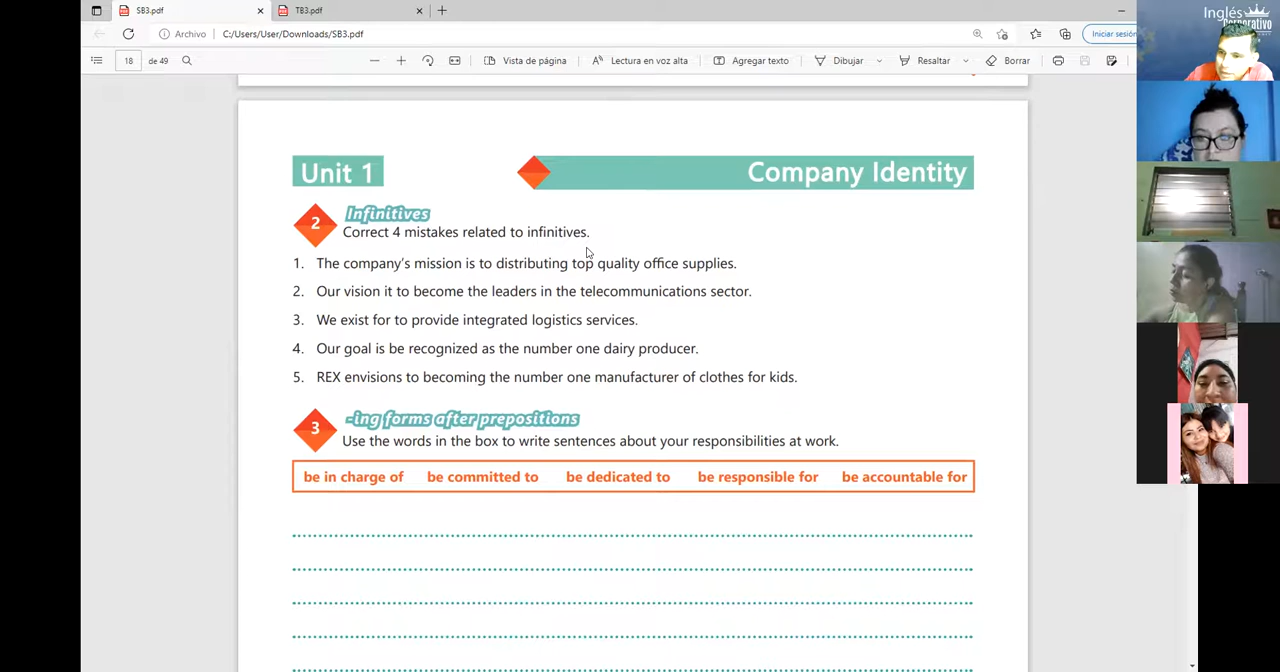 SB3.pdf
TB3.pdf
Archivo
C:/Users/User/Downloads/SB3.pdf
Iniciar sesión
18 de 49
Vista de página
Lectura en voz alta
Agregar texto
Dibujar
Resaltar
Borrar
Inglés
Corporativo
Unit 1
Company Identity
2
Infinitives
Correct 4 mistakes related to infinitives.
1. The company's mission is to distributing top quality office supplies.
2. Our vision it to become the leaders in the telecommunications sector.
3. We exist for to provide integrated logistics services.
4. Our goal is be recognized as the number one dairy producer.
5. REX envisions to becoming the number one manufacturer of clothes for kids.
3
-ing forms after prepositions
Use the words in the box to write sentences about your responsibilities at work.
be in charge of be committed to be dedicated to be responsible for be accountable for